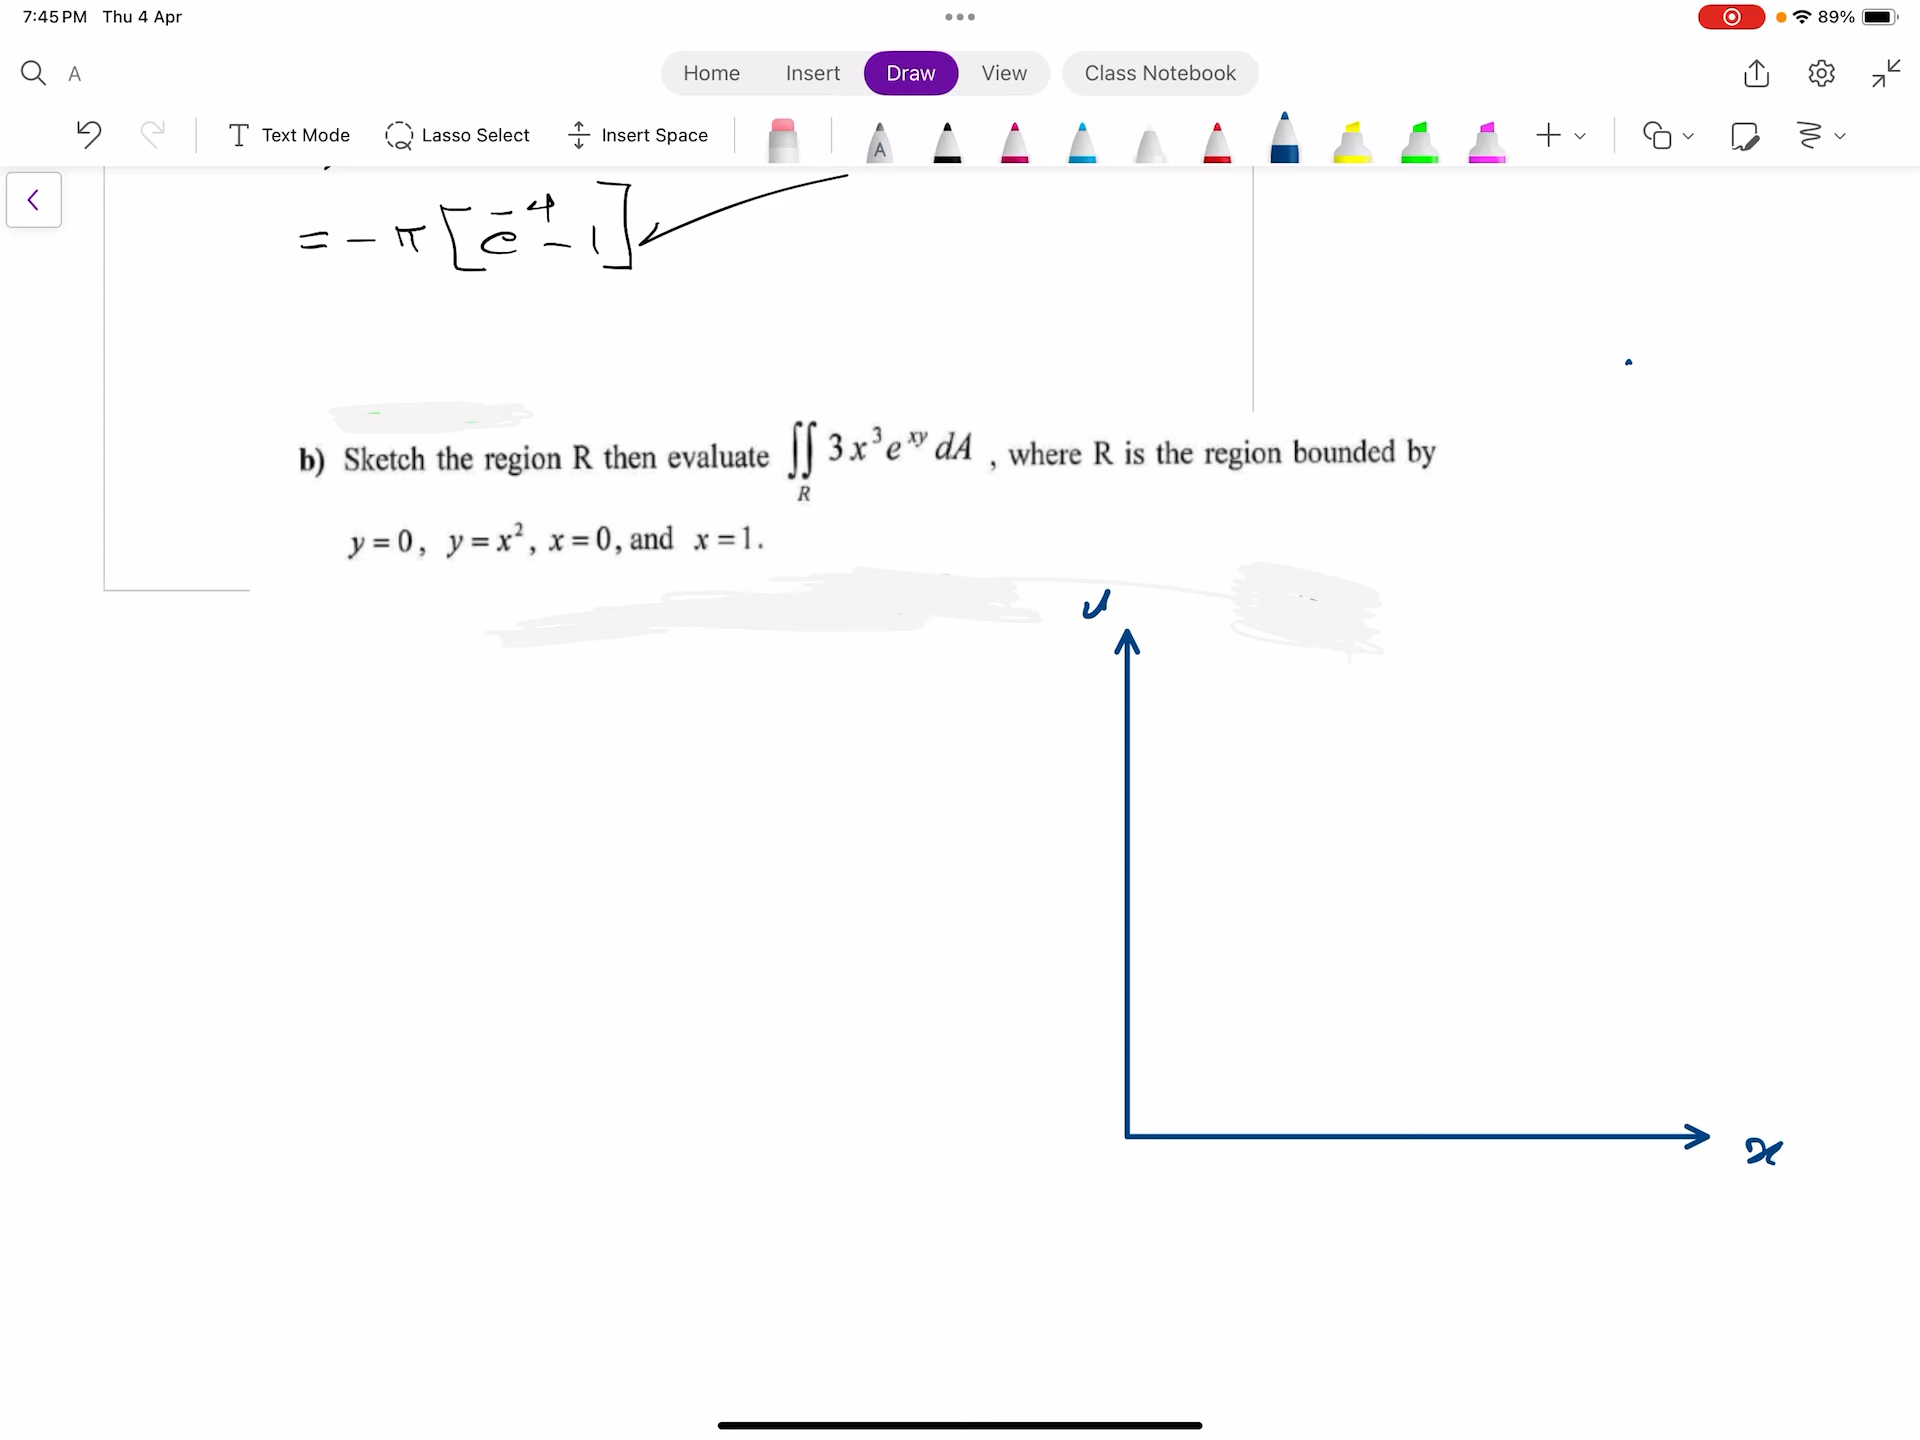 7:45 PM Thu 4 Apr
89%
A
Home Insert Draw View Class Notebook
Text Mode Lasso Select Insert Space
A
= - π [e^-4 - 1]
b) Sketch the region R then evaluate ∬_R 3x³e^xy dA , where R is the region bounded by
y = 0, y = x², x = 0, and x = 1.
y
x